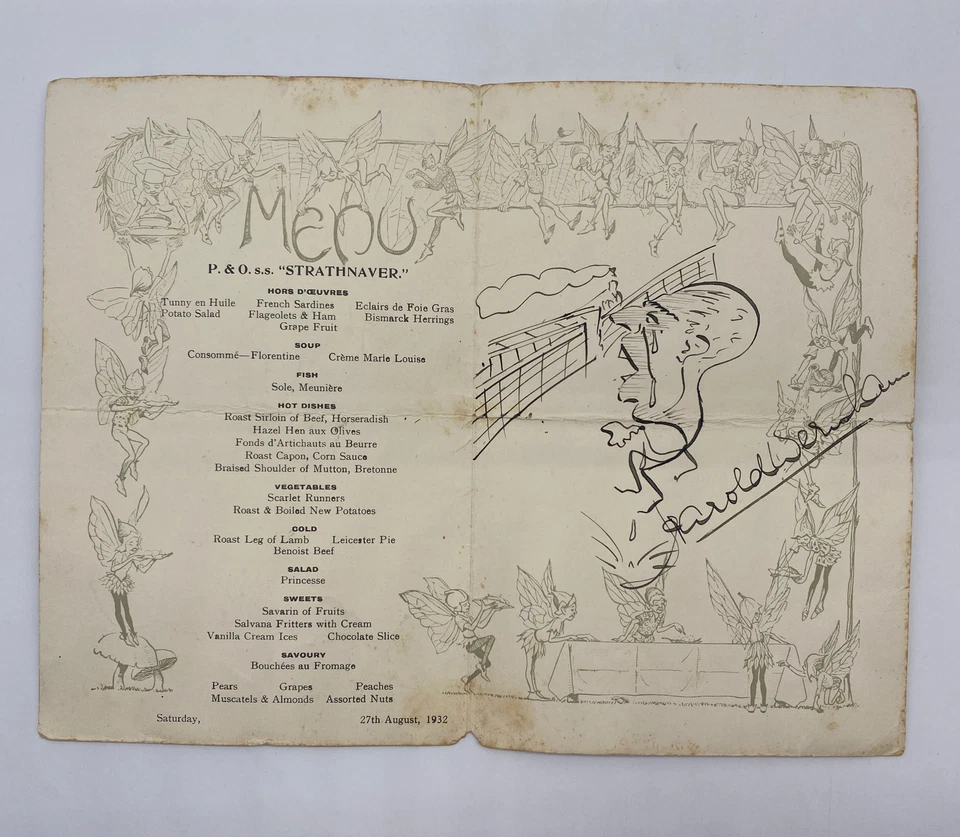 MENU
P. & O. s.s. "STRATHNAVER."
HORS D'ŒUVRES
Tunny en Huile French Sardines Eclairs de Foie Gras
Potato Salad Flageolets & Ham Bismarck Herrings
Grape Fruit
SOUP
Consommé—Florentine Crème Marie Louise
FISH
Sole, Meunière
HOT DISHES
Roast Sirloin of Beef, Horseradish
Hazel Hen aux Olives
Fonds d'Artichauts au Beurre
Roast Capon, Corn Sauce
Braised Shoulder of Mutton, Bretonne
VEGETABLES
Scarlet Runners
Roast & Boiled New Potatoes
COLD
Roast Leg of Lamb Leicester Pie
Benoist Beef
SALAD
Princesse
SWEETS
Savarin of Fruits
Salvana Fritters with Cream
Vanilla Cream Ices Chocolate Slice
SAVOURY
Bouchées au Fromage
Pears Grapes Peaches
Muscatels & Almonds Assorted Nuts
Saturday, 27th August, 1932
Harold